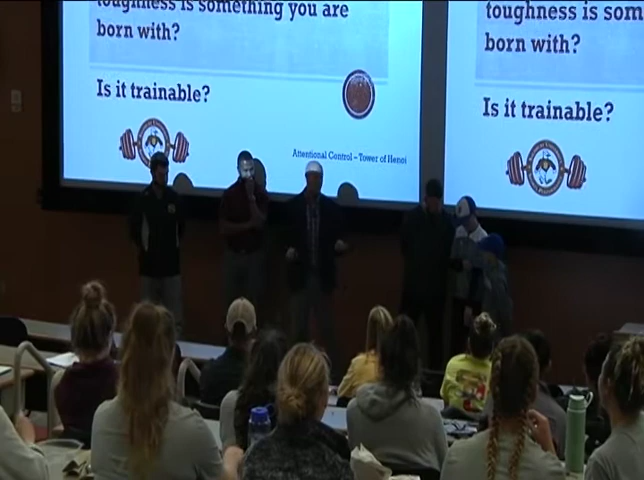 toughness is something you are
born with?
Is it trainable?
Attentional Control – Tower of Henoi
toughness is som
born with?
Is it trainable?